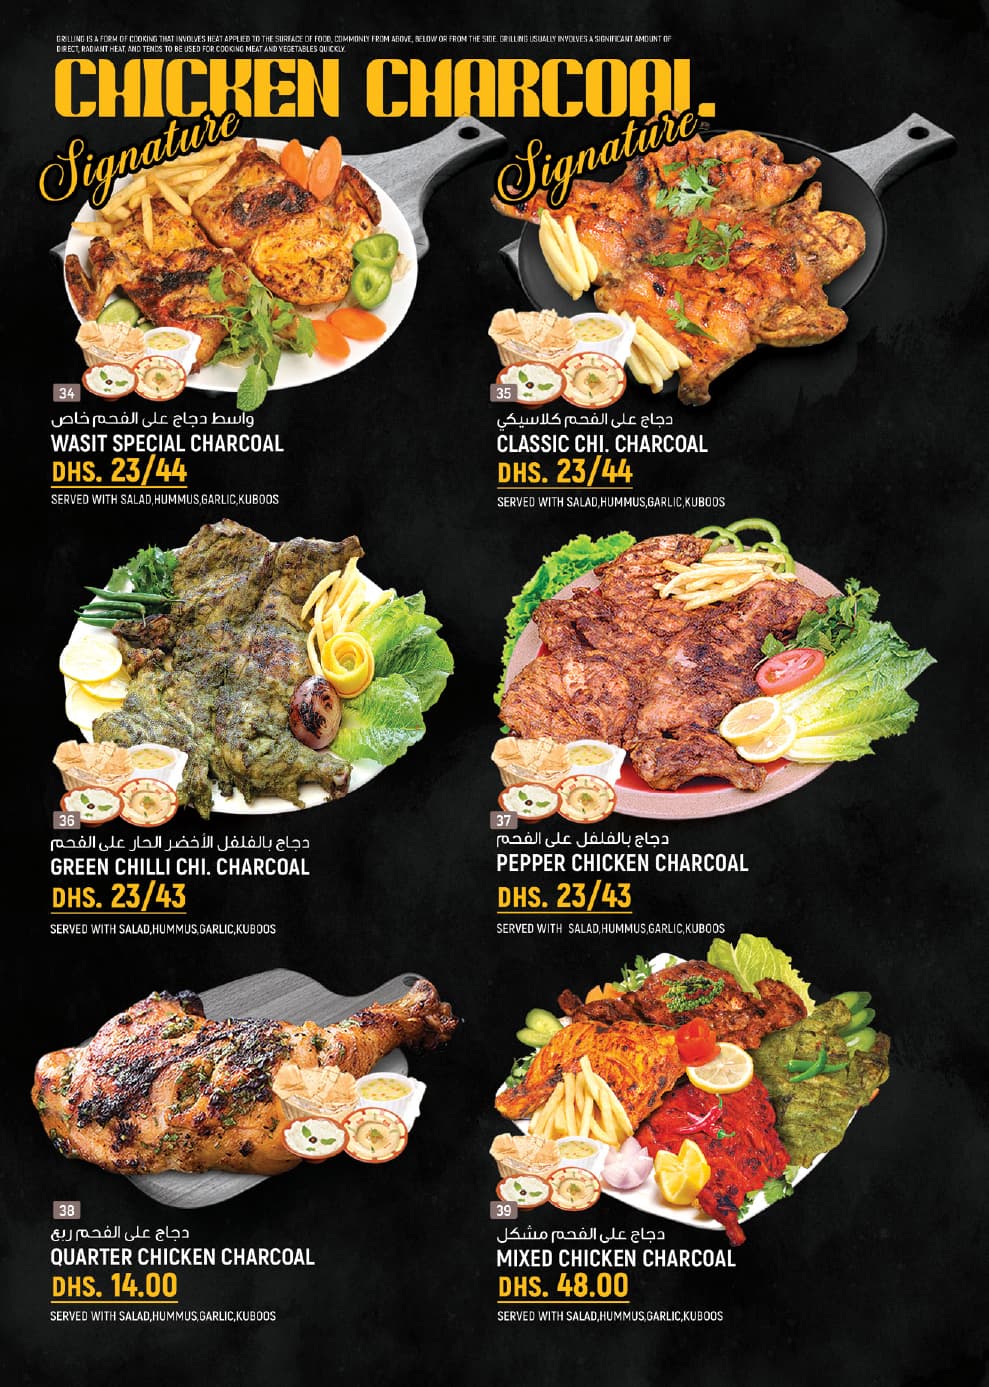 GRILLING IS A FORM OF COOKING THAT INVOLVES HEAT APPLIED TO THE SURFACE OF FOOD, COMMONLY FROM ABOVE, BELOW OR FROM THE SIDE. GRILLING USUALLY INVOLVES A SIGNIFICANT AMOUNT OF
DIRECT, RADIANT HEAT, AND TENDS TO BE USED FOR COOKING MEAT AND VEGETABLES QUICKLY.
CHICKEN CHARCOAL
Signature
Signature
34
واسط دجاج على الفحم خاص
WASIT SPECIAL CHARCOAL
DHS. 23/44
SERVED WITH SALAD,HUMMUS,GARLIC,KUBOOS
35
دجاج على الفحم كلاسيكي
CLASSIC CHI. CHARCOAL
DHS. 23/44
SERVED WITH SALAD,HUMMUS,GARLIC,KUBOOS
36
دجاج بالفلفل الأخضر الحار على الفحم
GREEN CHILLI CHI. CHARCOAL
DHS. 23/43
SERVED WITH SALAD,HUMMUS,GARLIC,KUBOOS
37
دجاج بالفلفل على الفحم
PEPPER CHICKEN CHARCOAL
DHS. 23/43
SERVED WITH SALAD,HUMMUS,GARLIC,KUBOOS
38
دجاج على الفحم ربع
QUARTER CHICKEN CHARCOAL
DHS. 14.00
SERVED WITH SALAD,HUMMUS,GARLIC,KUBOOS
39
دجاج على الفحم مشكل
MIXED CHICKEN CHARCOAL
DHS. 48.00
SERVED WITH SALAD,HUMMUS,GARLIC,KUBOOS